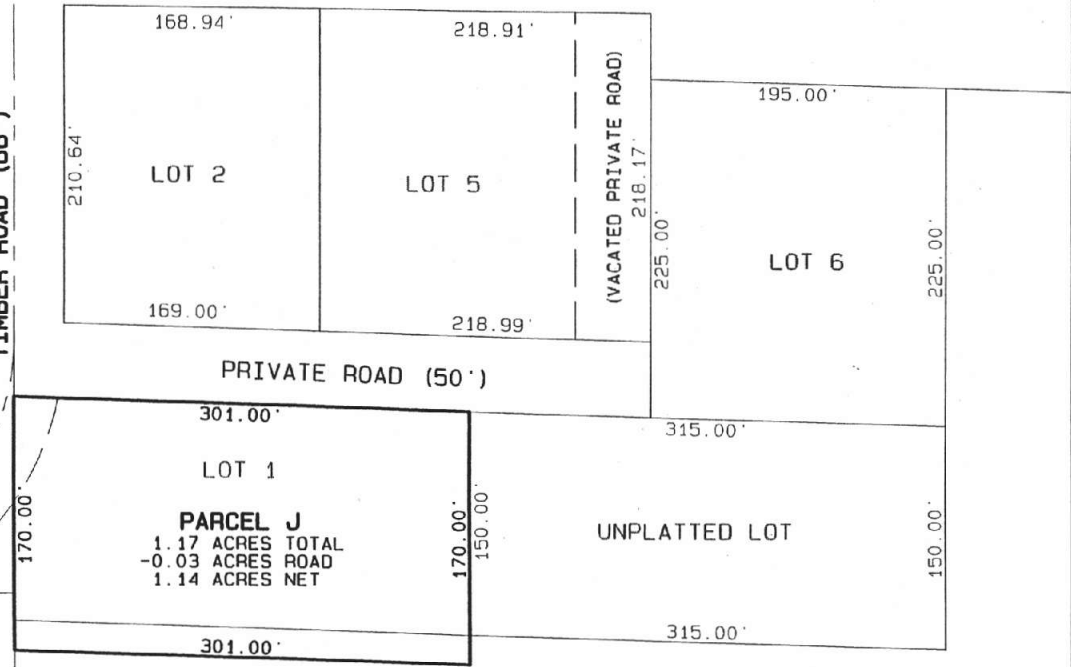 168.94'
218.91'
TIMBER ROAD
210.64'
LOT 2
LOT 5
(VACATED PRIVATE ROAD)
218.17'
195.00'
225.00'
LOT 6
225.00'
169.00'
218.99'
PRIVATE ROAD (50')
301.00'
315.00'
LOT 1
170.00'
PARCEL J
1.17 ACRES TOTAL
-0.03 ACRES ROAD
1.14 ACRES NET
170.00'
150.00'
UNPLATTED LOT
150.00'
301.00'
315.00'